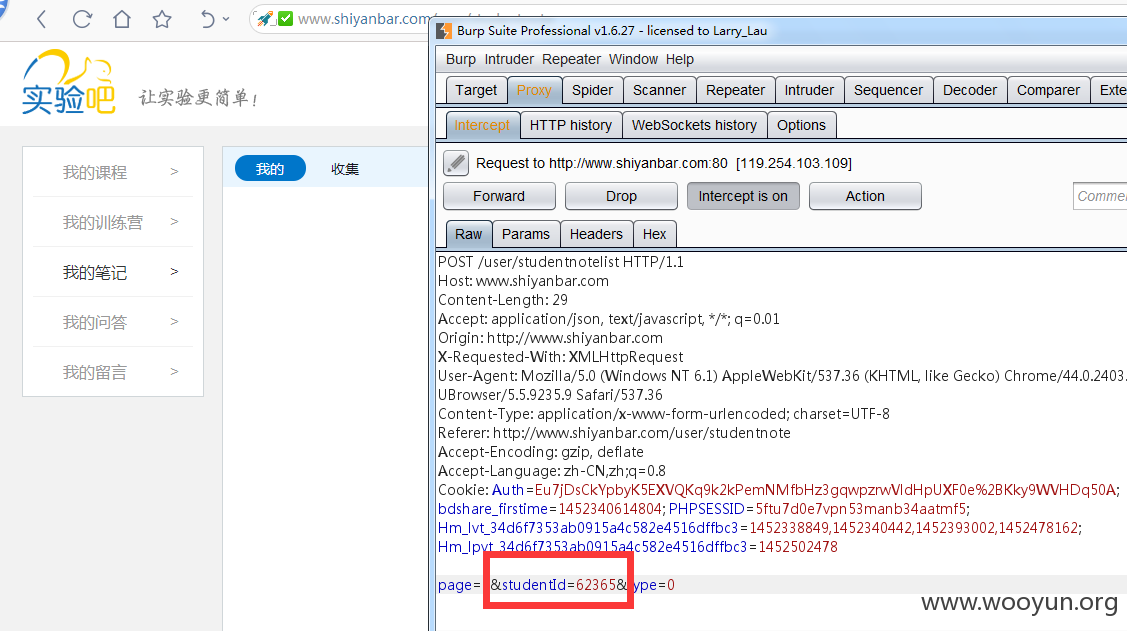 www.shiyanbar.com/
实验吧
让实验更简单!
我的课程 >
我的训练营 >
我的笔记 >
我的问答 >
我的留言 >
我的 收集
Burp Suite Professional v1.6.27 - licensed to Larry_Lau
Burp Intruder Repeater Window Help
Target Proxy Spider Scanner Repeater Intruder Sequencer Decoder Comparer Exte
Intercept HTTP history WebSockets history Options
Request to http://www.shiyanbar.com:80 [119.254.103.109]
Forward Drop Intercept is on Action Comme
Raw Params Headers Hex
POST /user/studentnotelist HTTP/1.1
Host: www.shiyanbar.com
Content-Length: 29
Accept: application/json, text/javascript, */*; q=0.01
Origin: http://www.shiyanbar.com
X-Requested-With: XMLHttpRequest
User-Agent: Mozilla/5.0 (Windows NT 6.1) AppleWebKit/537.36 (KHTML, like Gecko) Chrome/44.0.2403.
UBrowser/5.5.9235.9 Safari/537.36
Content-Type: application/x-www-form-urlencoded; charset=UTF-8
Referer: http://www.shiyanbar.com/user/studentnote
Accept-Encoding: gzip, deflate
Accept-Language: zh-CN,zh;q=0.8
Cookie: Auth=Eu7jDsCkYpbyK5EXVQKq9k2kPemNMfbHz3gqwpzrwVIdHpUXF0e%2BKky9WVHDq50A;
bdshare_firstime=1452340614804; PHPSESSID=5ftu7d0e7vpn53manb34aatmf5;
Hm_lvt_34d6f7353ab0915a4c582e4516dffbc3=1452338849,1452340442,1452393002,1452478162;
Hm_lpvt_34d6f7353ab0915a4c582e4516dffbc3=1452502478
page= &studentId=62365& ype=0
www.wooyun.org